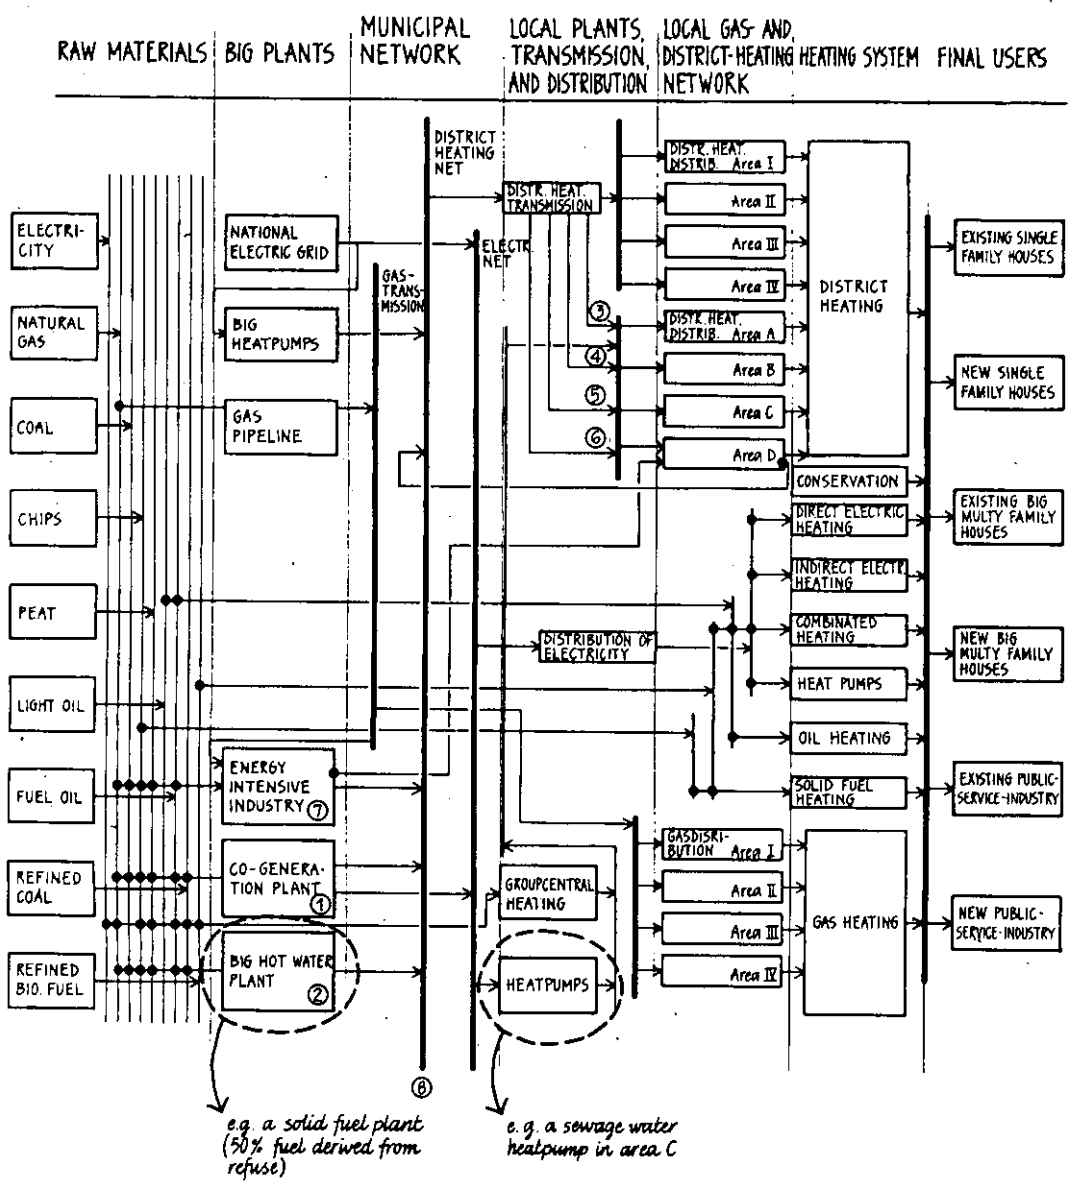 RAW MATERIALS
BIG PLANTS
MUNICIPAL
NETWORK
LOCAL PLANTS,
TRANSMISSION,
AND DISTRIBUTION
LOCAL GAS- AND
DISTRICT-HEATING
NETWORK
HEATING SYSTEM
FINAL USERS
ELECTRI-
CITY
NATURAL
GAS
COAL
CHIPS
PEAT
LIGHT OIL
FUEL OIL
REFINED
COAL
REFINED
BIO. FUEL
NATIONAL
ELECTRIC GRID
BIG
HEATPUMPS
GAS
PIPELINE
ENERGY
INTENSIVE
INDUSTRY 7
CO-GENERA-
TION PLANT 1
BIG HOT WATER
PLANT 2
GAS-
TRANS-
MISSION
DISTRICT
HEATING
NET
ELECTR.
NET
8
DISTR. HEAT.
TRANSMISSION
3
4
5
6
DISTRIBUTION OF
ELECTRICITY
GROUPCENTRAL
HEATING
HEATPUMPS
DISTR. HEAT.
DISTRIB. Area I
Area II
Area III
Area IV
DISTR. HEAT.
DISTRIB. Area A
Area B
Area C
Area D
GASDISRI-
BUTION Area I
Area II
Area III
Area IV
DISTRICT
HEATING
CONSERVATION
DIRECT ELECTRIC
HEATING
INDIRECT ELECTR.
HEATING
COMBINATED
HEATING
HEAT PUMPS
OIL HEATING
SOLID FUEL
HEATING
GAS HEATING
EXISTING SINGLE
FAMILY HOUSES
NEW SINGLE
FAMILY HOUSES
EXISTING BIG
MULTY FAMILY
HOUSES
NEW BIG
MULTY FAMILY
HOUSES
EXISTING PUBLIC-
SERVICE-INDUSTRY
NEW PUBLIC-
SERVICE-INDUSTRY
e.g. a solid fuel plant
(50% fuel derived from
refuse)
e.g. a sewage water
heatpump in area C